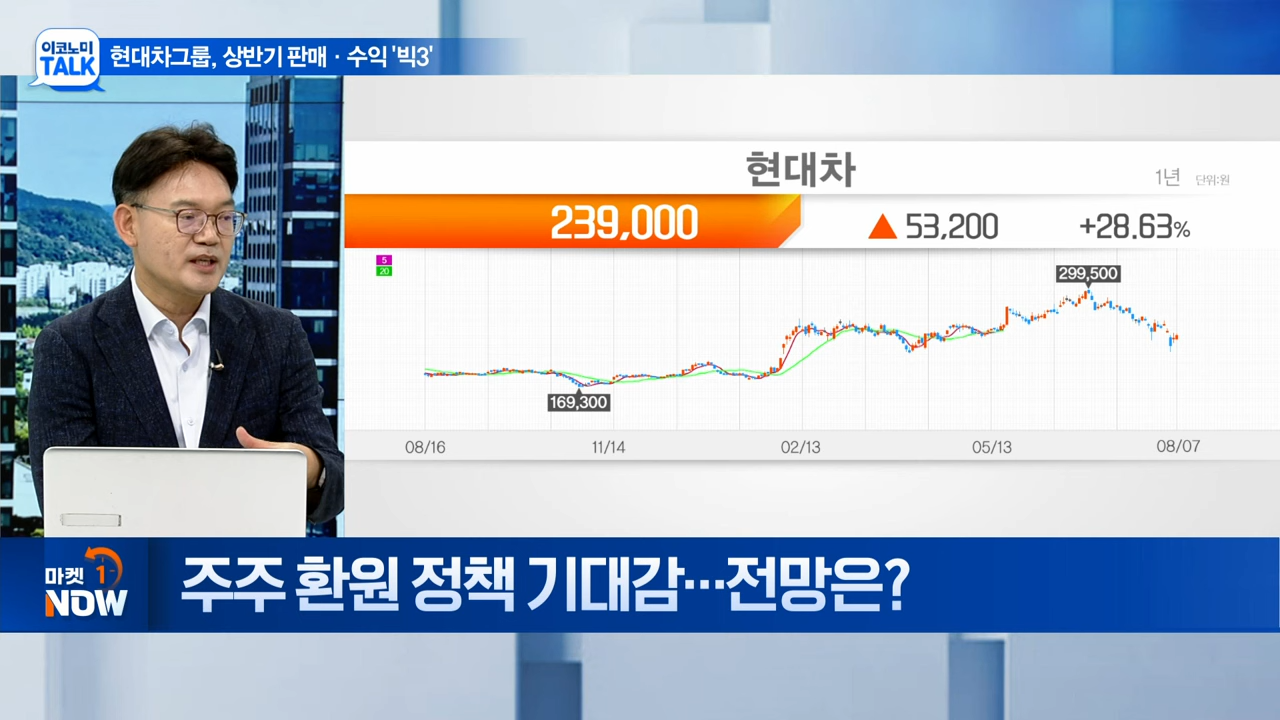 이코노미
TALK
현대차그룹, 상반기 판매·수익 '빅3'
현대차
1년 단위:원
239,000 ▲ 53,200 +28.63%
5
20
299,500
169,300
08/16 11/14 02/13 05/13 08/07
마켓 1
NOW
주주 환원 정책 기대감…전망은?